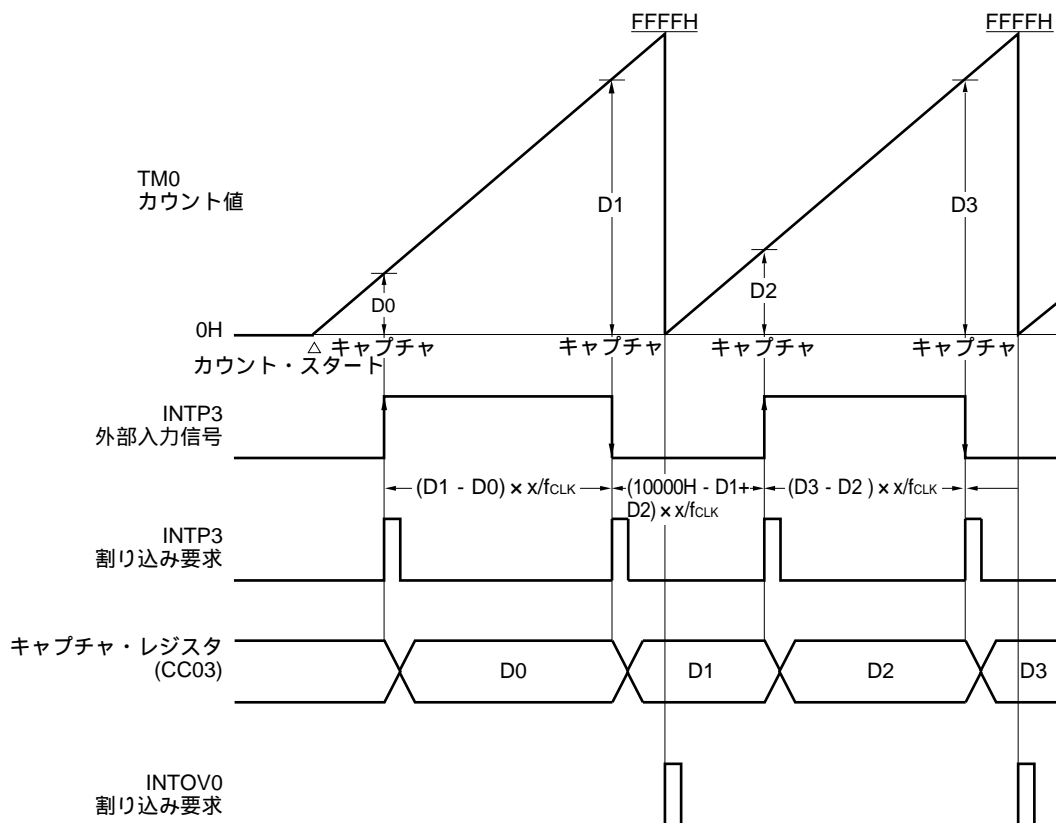 FFFFH
FFFFH
TM0
カウント値
D1
D3
D0
D2
0H
△ キャプチャ
キャプチャ
キャプチャ
キャプチャ
カウント・スタート
INTP3
外部入力信号
(D1 - D0) × x/fCLK
(10000H - D1+
D2) × x/fCLK
(D3 - D2 ) × x/fCLK
INTP3
割り込み要求
キャプチャ・レジスタ
(CC03)
D0
D1
D2
D3
INTOV0
割り込み要求